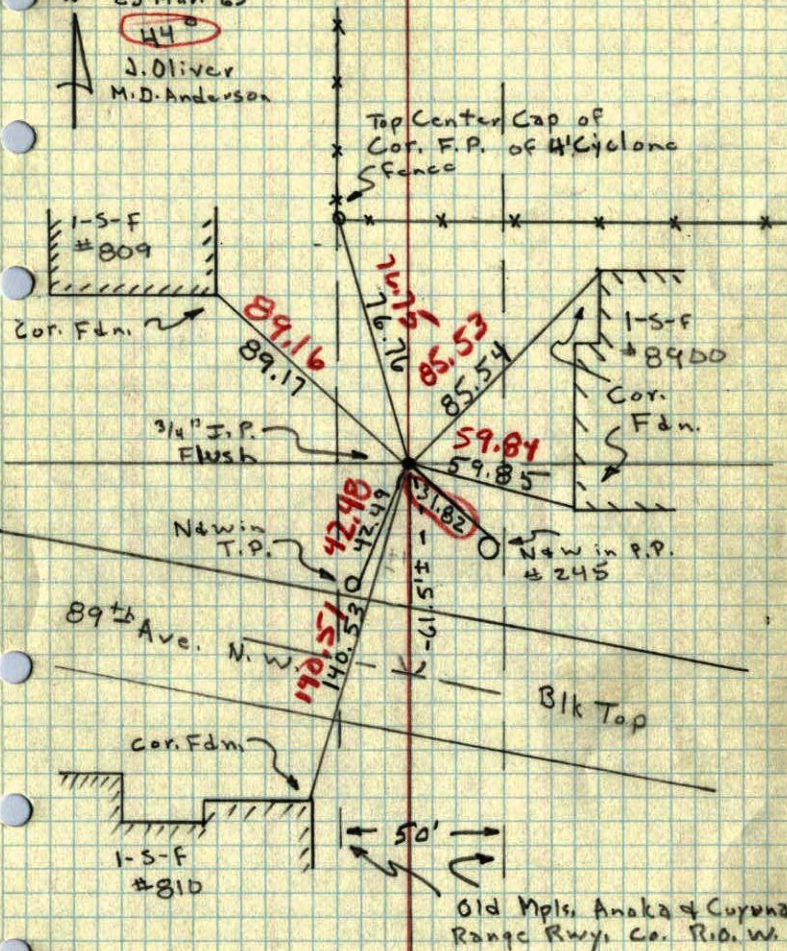 44°
J. Oliver
M.D. Anderson
Top Center Cap of
Cor. F.P. of 4' Cyclone
Fence
1-S-F
#809
Cor. Fdn.
89.16
89.17
76.75
76.76
85.53
85.54
1-S-F
#8900
Cor.
Fdn.
3/4" I.P.
Flush
59.84
59.85
31.82
42.48
42.49
N&W in
T.P.
N&W in P.P.
#245
61.5'±
89th Ave. N.W.
140.51
140.53
Blk Top
Cor. Fdn.
1-S-F
#810
50'
Old Mpls. Anoka & Cuyuna
Range Rwy. Co. R.O.W.